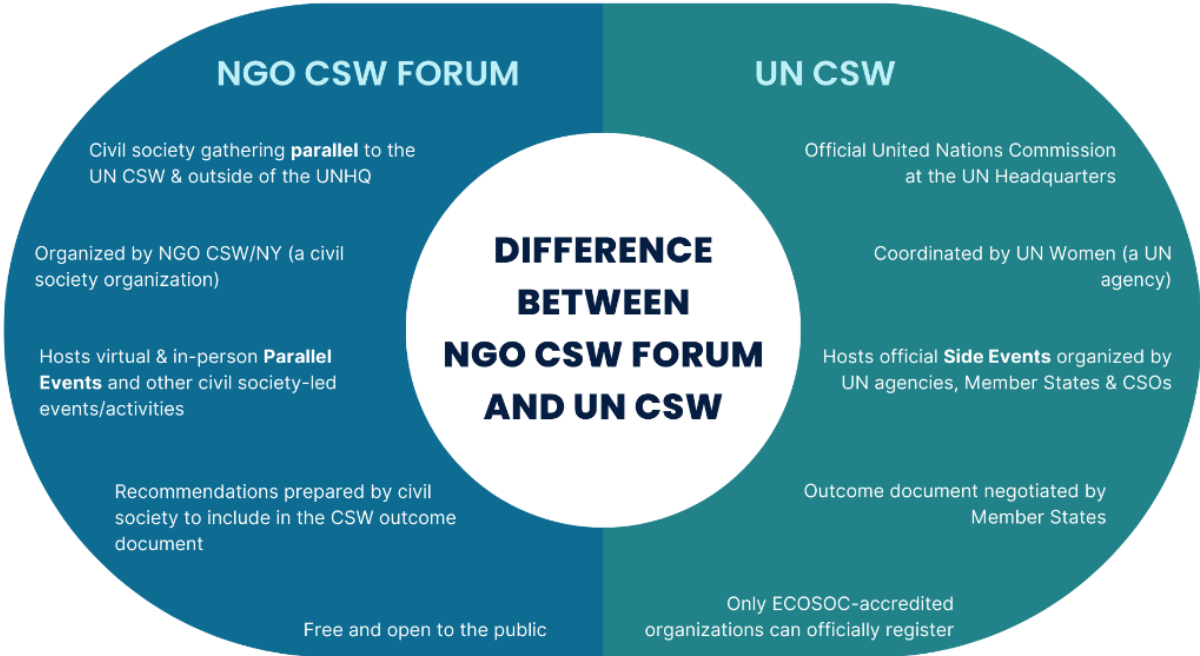 NGO CSW FORUM
Civil society gathering parallel to the
UN CSW & outside of the UNHQ
Organized by NGO CSW/NY (a civil
society organization)
Hosts virtual & in-person Parallel
Events and other civil society-led
events/activities
Recommendations prepared by civil
society to include in the CSW outcome
document
Free and open to the public
DIFFERENCE
BETWEEN
NGO CSW FORUM
AND UN CSW
UN CSW
Official United Nations Commission
at the UN Headquarters
Coordinated by UN Women (a UN
agency)
Hosts official Side Events organized by
UN agencies, Member States & CSOs
Outcome document negotiated by
Member States
Only ECOSOC-accredited
organizations can officially register